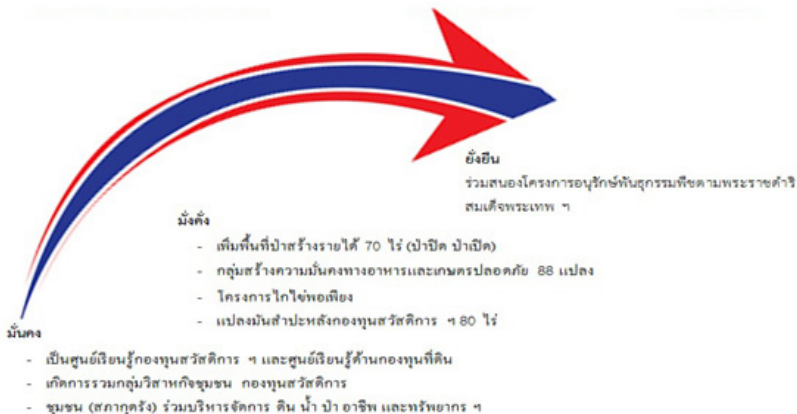 ยั่งยืน
ร่วมสนองโครงการอนุรักษ์พันธุกรรมพืชตามพระราชดำริ
สมเด็จพระเทพ ฯ
มั่งคั่ง
- เพิ่มพื้นที่ป่าสร้างรายได้ 70 ไร่ (ป่าปิด ป่าเปิด)
- กลุ่มสร้างความมั่นคงทางอาหารและเกษตรปลอดภัย 88 แปลง
- โครงการไก่ไข่พอเพียง
- แปลงมันสำปะหลังกองทุนสวัสดิการ ฯ 80 ไร่
มั่นคง
- เป็นศูนย์เรียนรู้กองทุนสวัสดิการ ฯ และศูนย์เรียนรู้ด้านกองทุนที่ดิน
- เกิดการรวมกลุ่มวิสาหกิจชุมชน กองทุนสวัสดิการ
- ชุมชน (สภากุดรัง) ร่วมบริหารจัดการ ดิน น้ำ ป่า อาชีพ และทรัพยากร ฯ